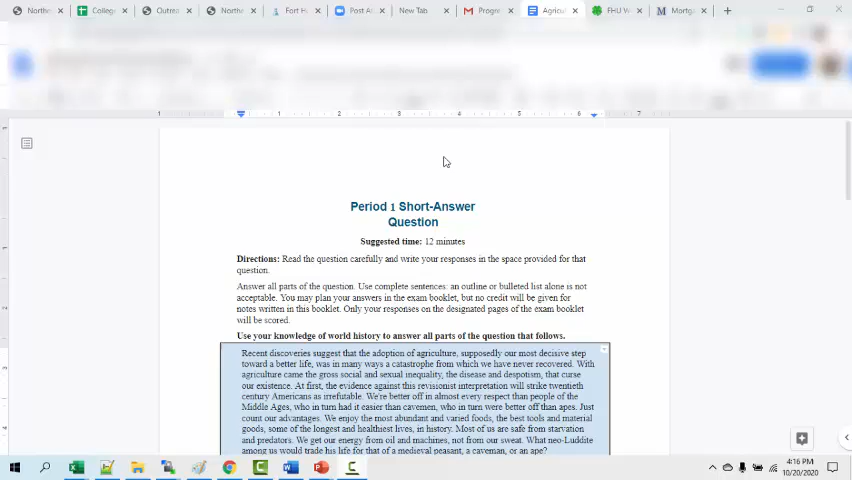 Northe
College
Outrea
Northe
Fort H
Post A
New Tab
Progre
Agricu
FHU W
Mortga
1 1 2 3 4 5 6 7
Period 1 Short-Answer
Question
Suggested time: 12 minutes
Directions: Read the question carefully and write your responses in the space provided for that
question.
Answer all parts of the question. Use complete sentences: an outline or bulleted list alone is not
acceptable. You may plan your answers in the exam booklet, but no credit will be given for
notes written in this booklet. Only your responses on the designated pages of the exam booklet
will be scored.
Use your knowledge of world history to answer all parts of the question that follows.
Recent discoveries suggest that the adoption of agriculture, supposedly our most decisive step
toward a better life, was in many ways a catastrophe from which we have never recovered. With
agriculture came the gross social and sexual inequality, the disease and despotism, that curse
our existence. At first, the evidence against this revisionist interpretation will strike twentieth
century Americans as irrefutable. We're better off in almost every respect than people of the
Middle Ages, who in turn had it easier than cavemen, who in turn were better off than apes. Just
count our advantages. We enjoy the most abundant and varied foods, the best tools and material
goods, some of the longest and healthiest lives, in history. Most of us are safe from starvation
and predators. We get our energy from oil and machines, not from our sweat. What neo-Luddite
among us would trade his life for that of a medieval peasant, a caveman, or an ape?
4:16 PM
10/20/2020